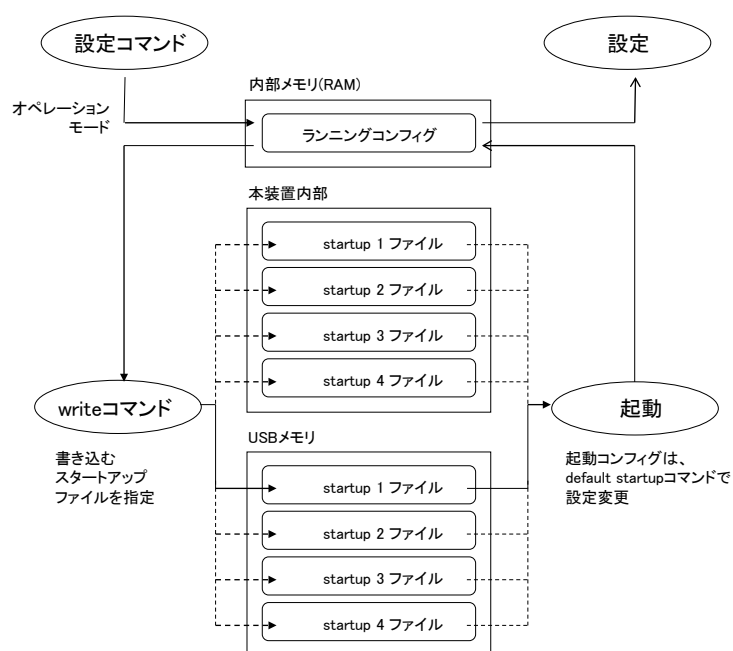 設定コマンド
設定
オペレーション
モード
内部メモリ(RAM)
ランニングコンフィグ
本装置内部
startup 1 ファイル
startup 2 ファイル
startup 3 ファイル
startup 4 ファイル
writeコマンド
起動
書き込む
スタートアップ
ファイルを指定
起動コンフィグは、
default startupコマンドで
設定変更
USBメモリ
startup 1 ファイル
startup 2 ファイル
startup 3 ファイル
startup 4 ファイル